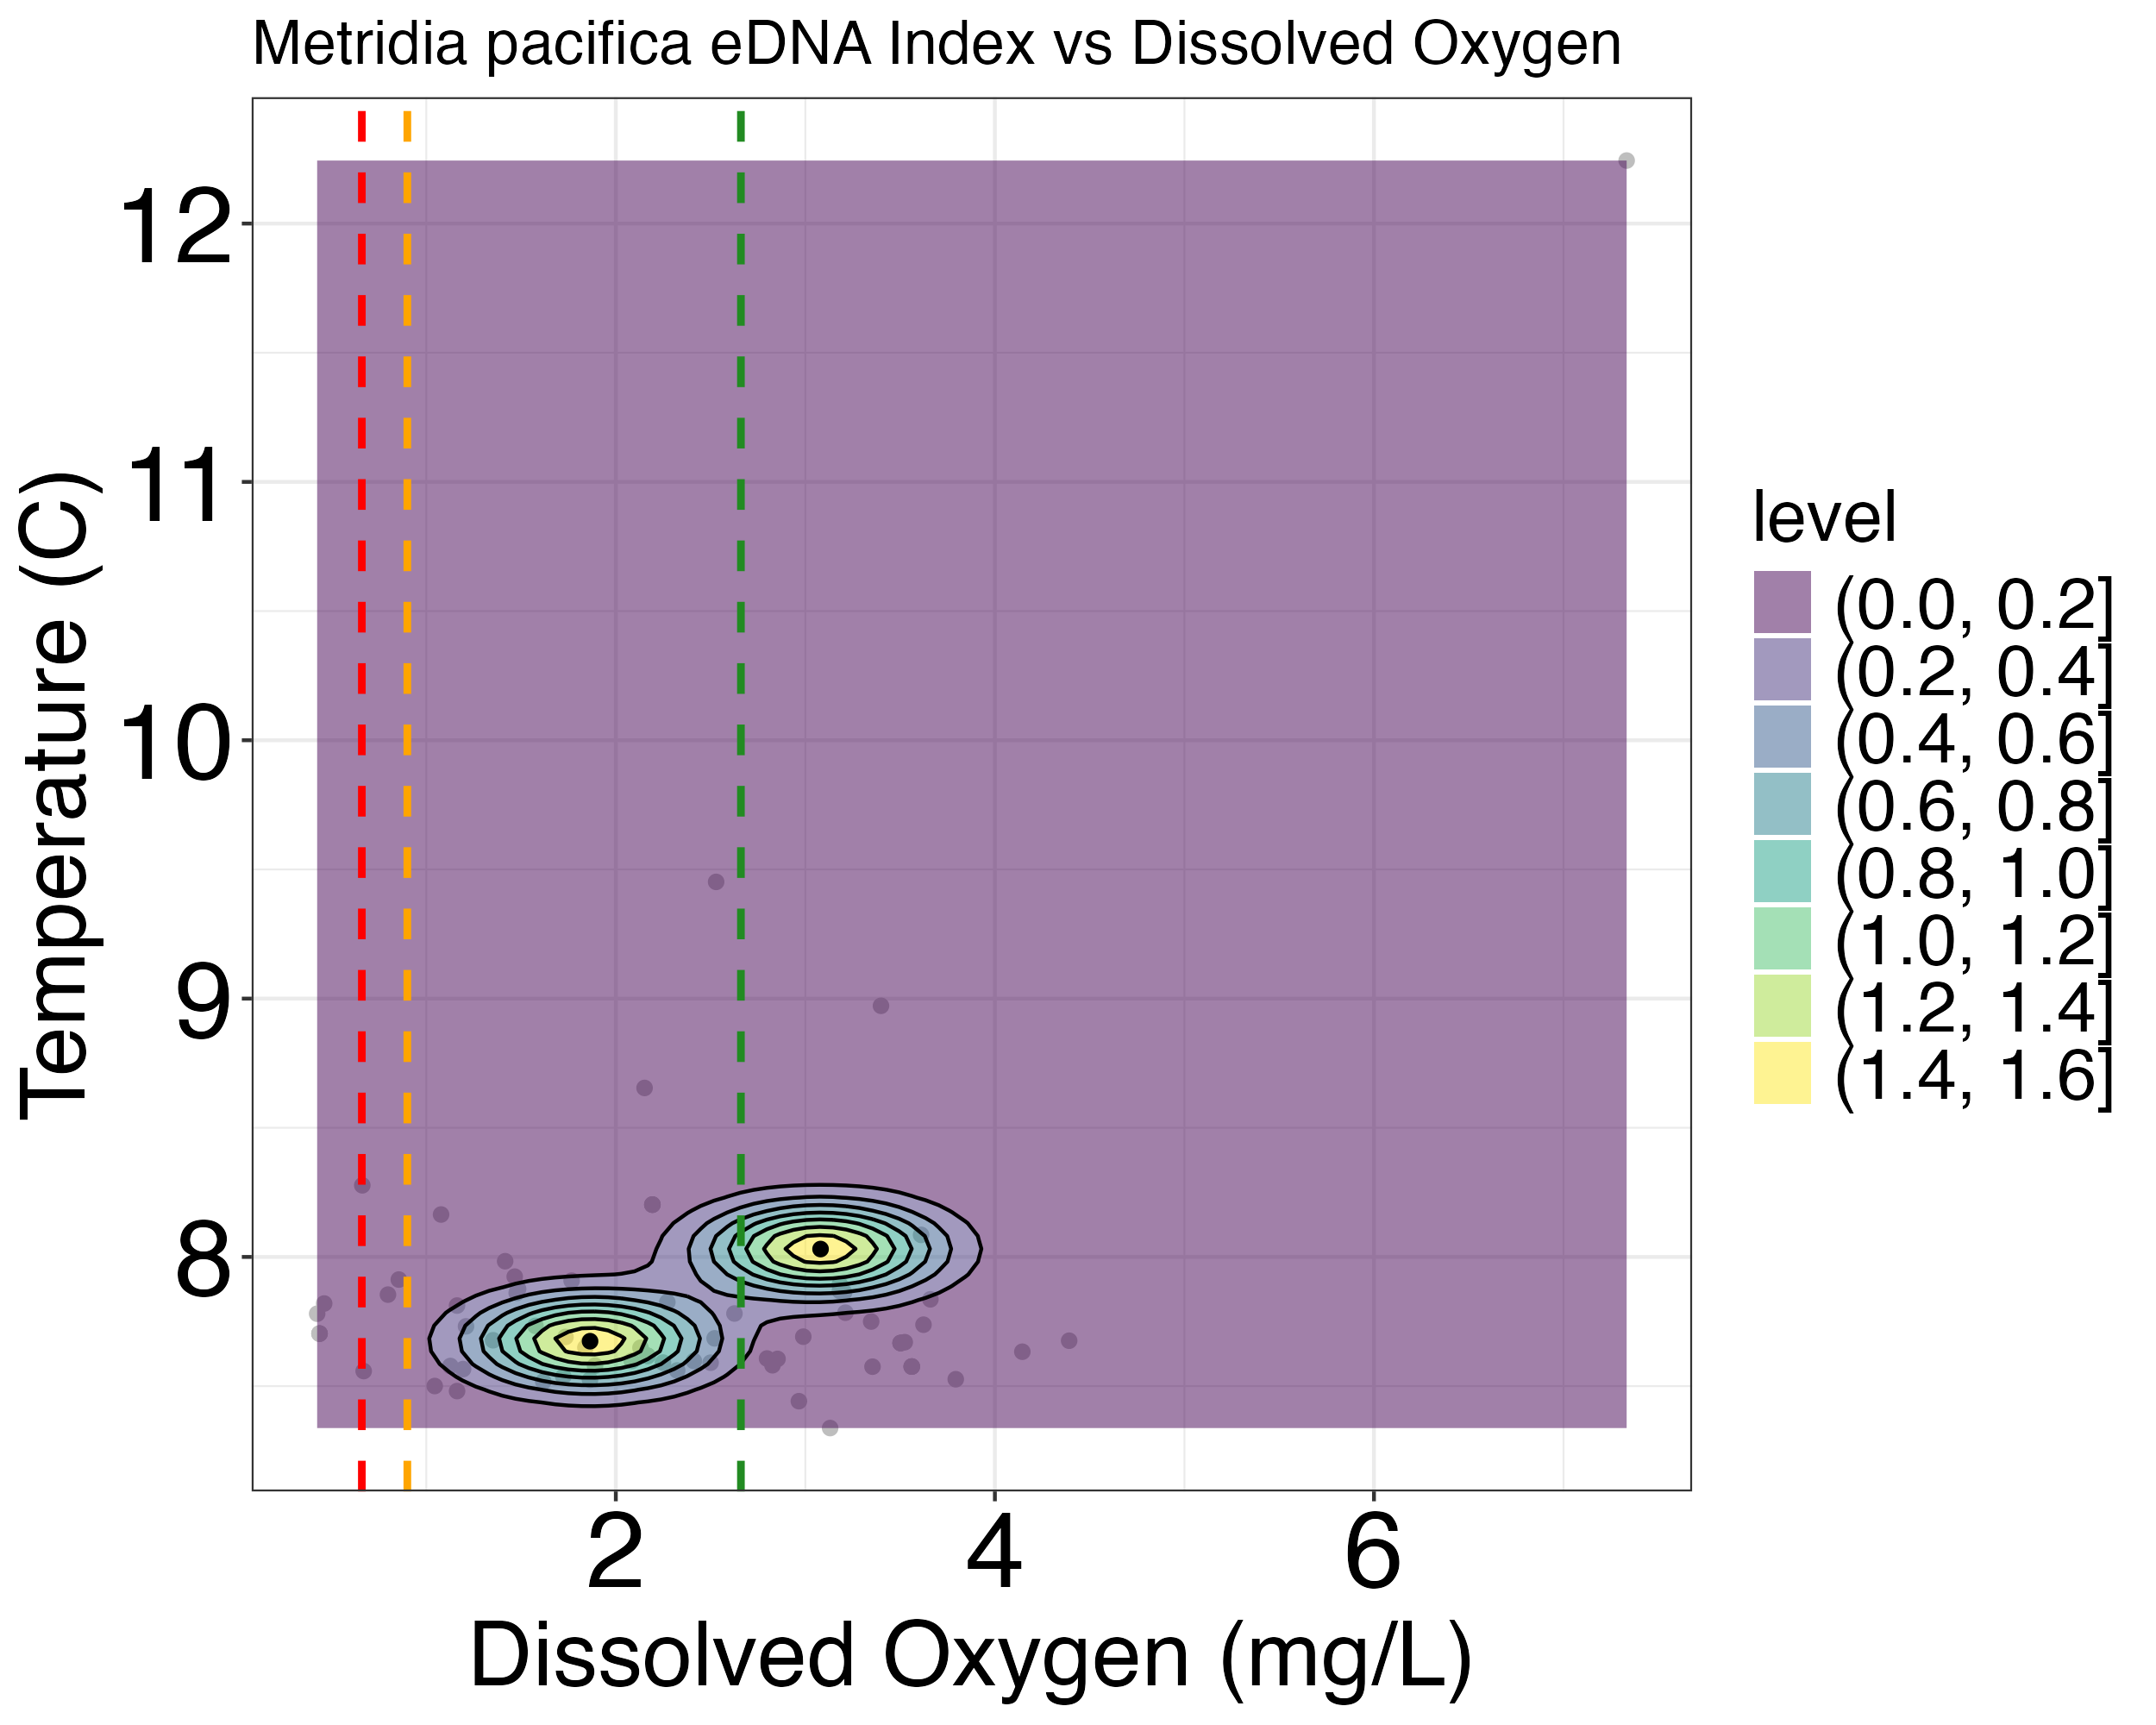 Metridia pacifica eDNA Index vs Dissolved Oxygen
Temperature (C)
12
11
10
9
8
2 4 6
Dissolved Oxygen (mg/L)
level
(0.0, 0.2]
(0.2, 0.4]
(0.4, 0.6]
(0.6, 0.8]
(0.8, 1.0]
(1.0, 1.2]
(1.2, 1.4]
(1.4, 1.6]